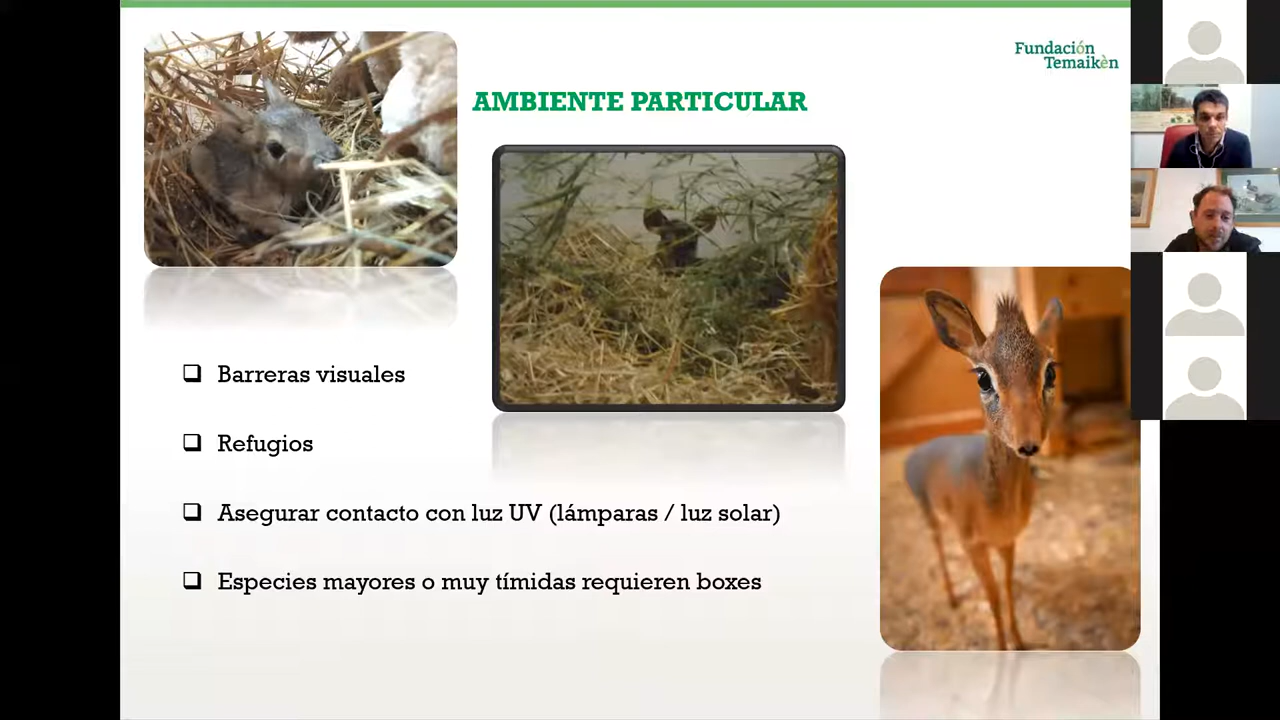 Fundación
Temaikèn
AMBIENTE PARTICULAR
Barreras visuales
Refugios
Asegurar contacto con luz UV (lámparas / luz solar)
Especies mayores o muy tímidas requieren boxes